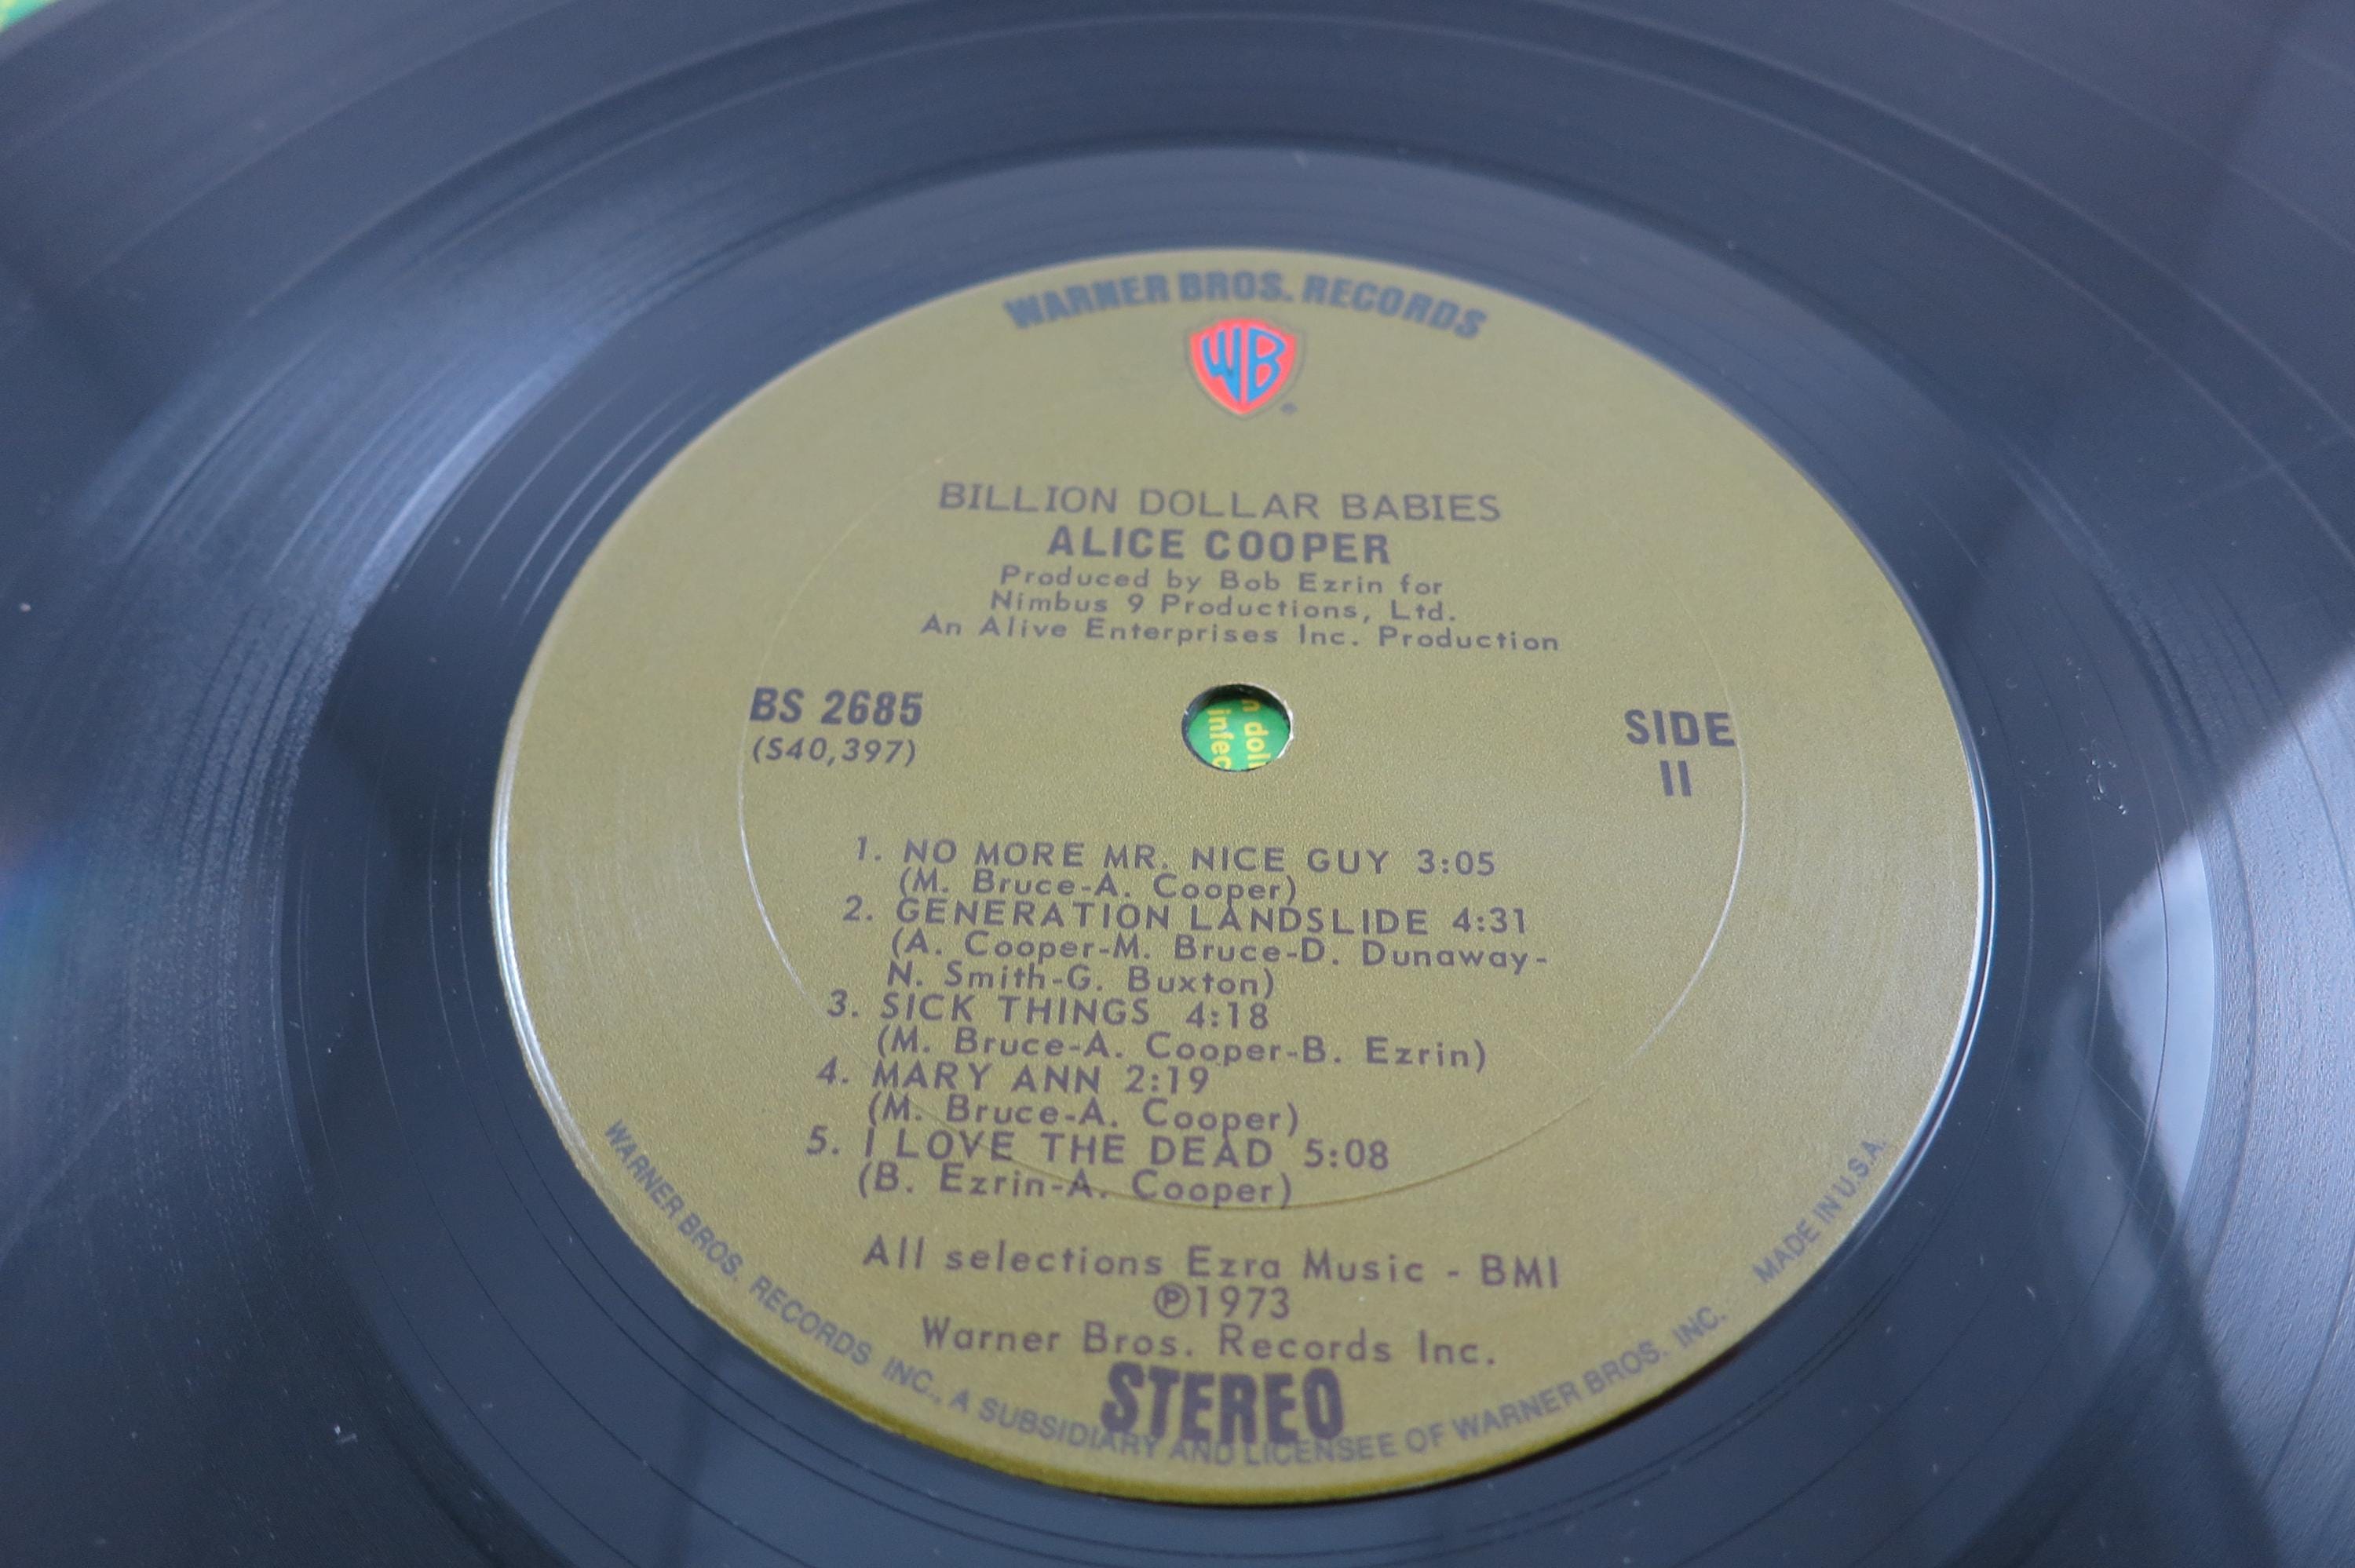 WARNER BROS. RECORDS
WB
®
BILLION DOLLAR BABIES
ALICE COOPER
Produced by Bob Ezrin for
Nimbus 9 Productions, Ltd.
An Alive Enterprises Inc. Production
BS 2685
(S40,397)
n doll
infec
SIDE
II
1. NO MORE MR. NICE GUY 3:05
(M. Bruce-A. Cooper)
2. GENERATION LANDSLIDE 4:31
(A. Cooper-M. Bruce-D. Dunaway-
N. Smith-G. Buxton)
3. SICK THINGS 4:18
(M. Bruce-A. Cooper-B. Ezrin)
4. MARY ANN 2:19
(M. Bruce-A. Cooper)
5. I LOVE THE DEAD 5:08
(B. Ezrin-A. Cooper)
All selections Ezra Music - BMI
℗1973
Warner Bros. Records Inc.
STEREO
WARNER BROS. RECORDS INC., A SUBSIDIARY AND LICENSEE OF WARNER BROS. INC. MADE IN U.S.A.